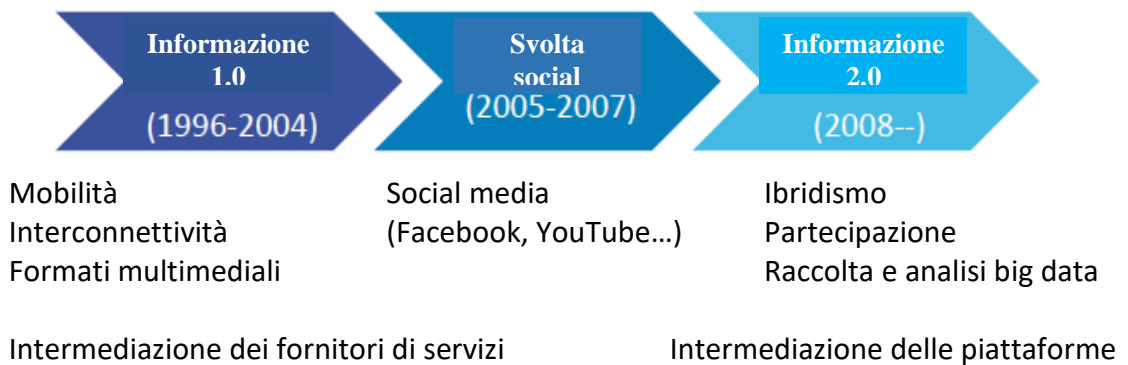 Informazione
1.0
(1996-2004)
Svolta
social
(2005-2007)
Informazione
2.0
(2008--)
Mobilità
Interconnettività
Formati multimediali
Social media
(Facebook, YouTube…)
Ibridismo
Partecipazione
Raccolta e analisi big data
Intermediazione dei fornitori di servizi
Intermediazione delle piattaforme